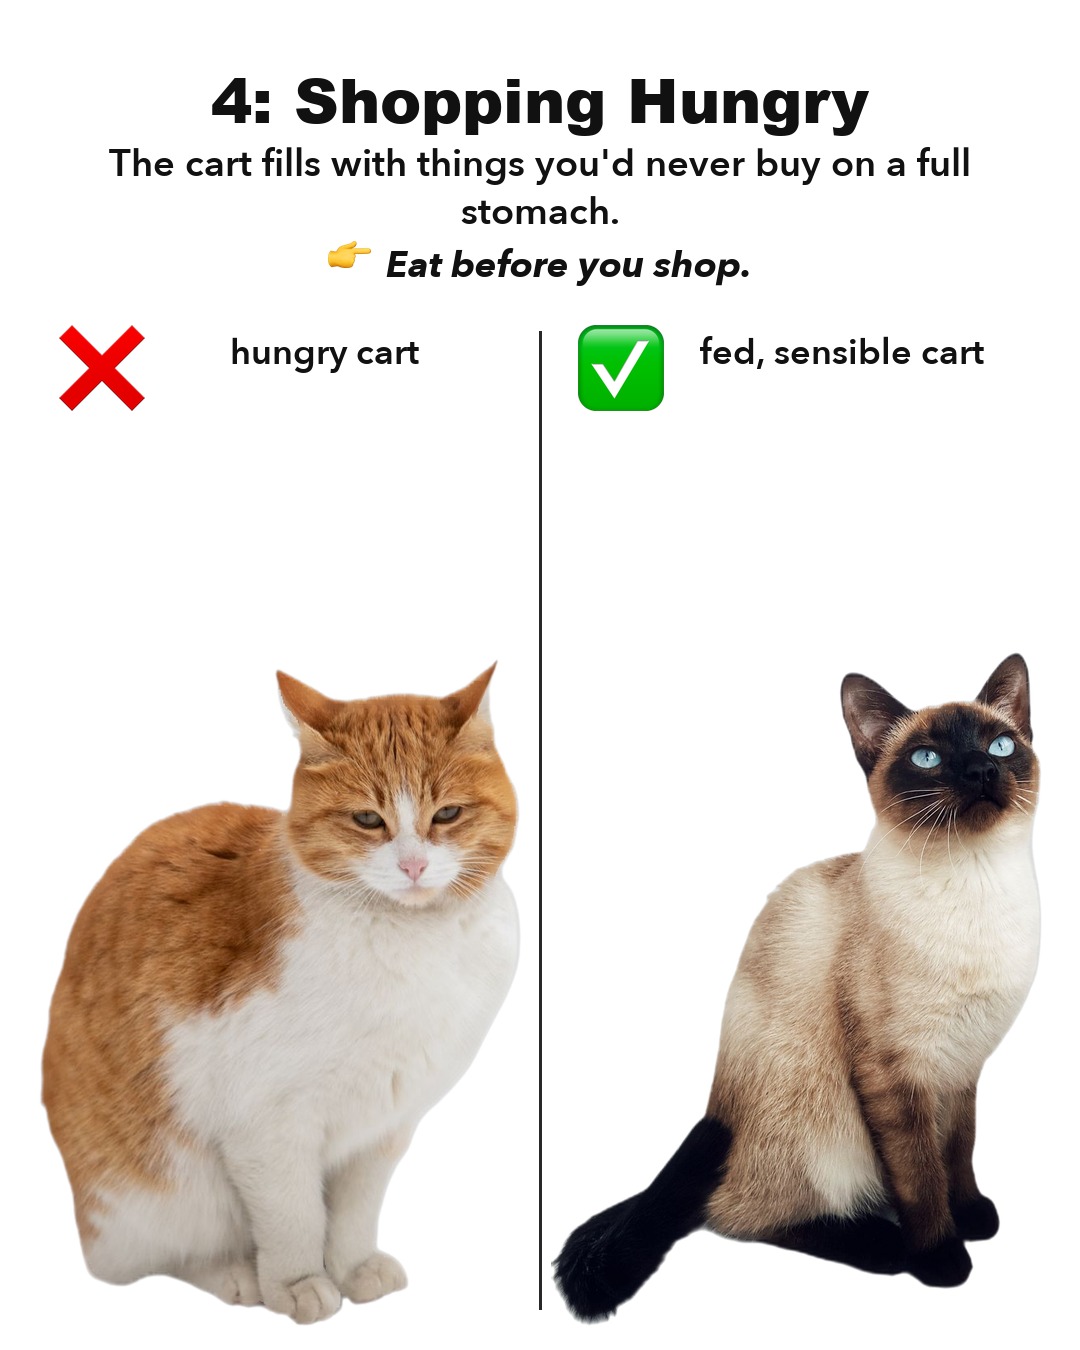 4: Shopping Hungry
The cart fills with things you'd never buy on a full
stomach.
👉 Eat before you shop.
❌ hungry cart
✅ fed, sensible cart